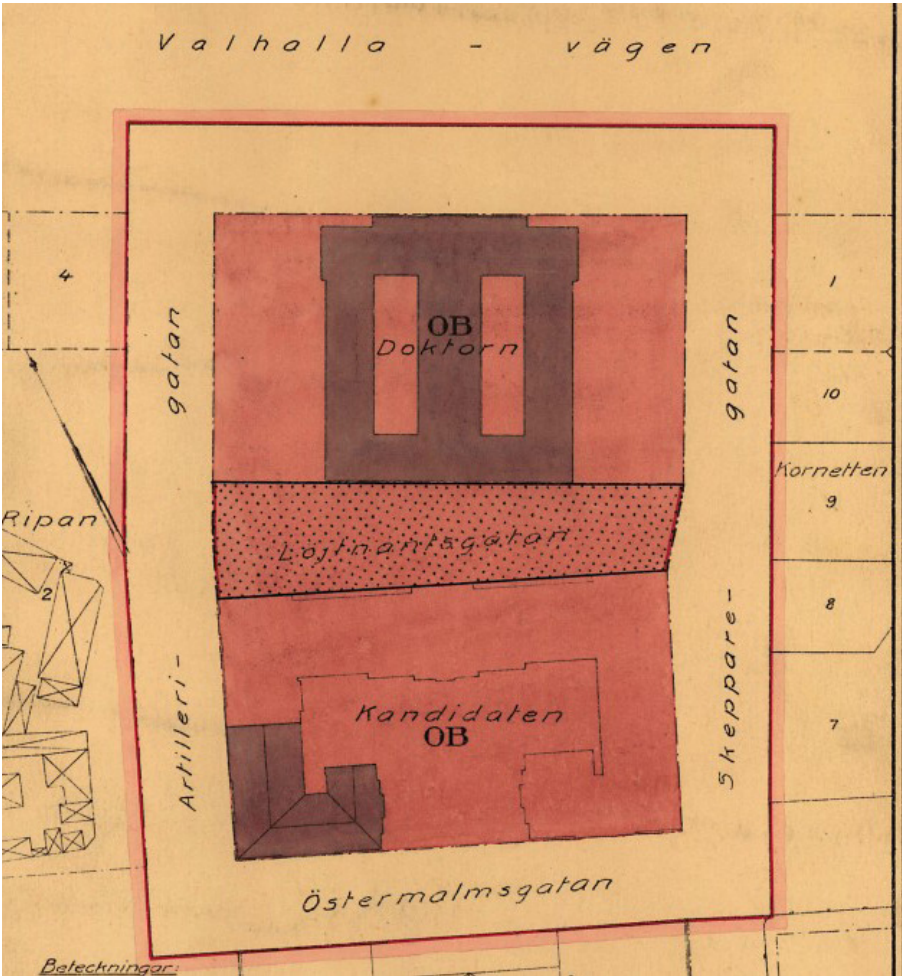 Valhalla - vägen
4
gatan
OB
Doktorn
gatan
1
10
Kornetten
9
Ripan
Löjtnantsgatan
2
2
8
Artilleri-
Kandidaten
OB
Skeppare-
7
Östermalmsgatan
Beteckningar: